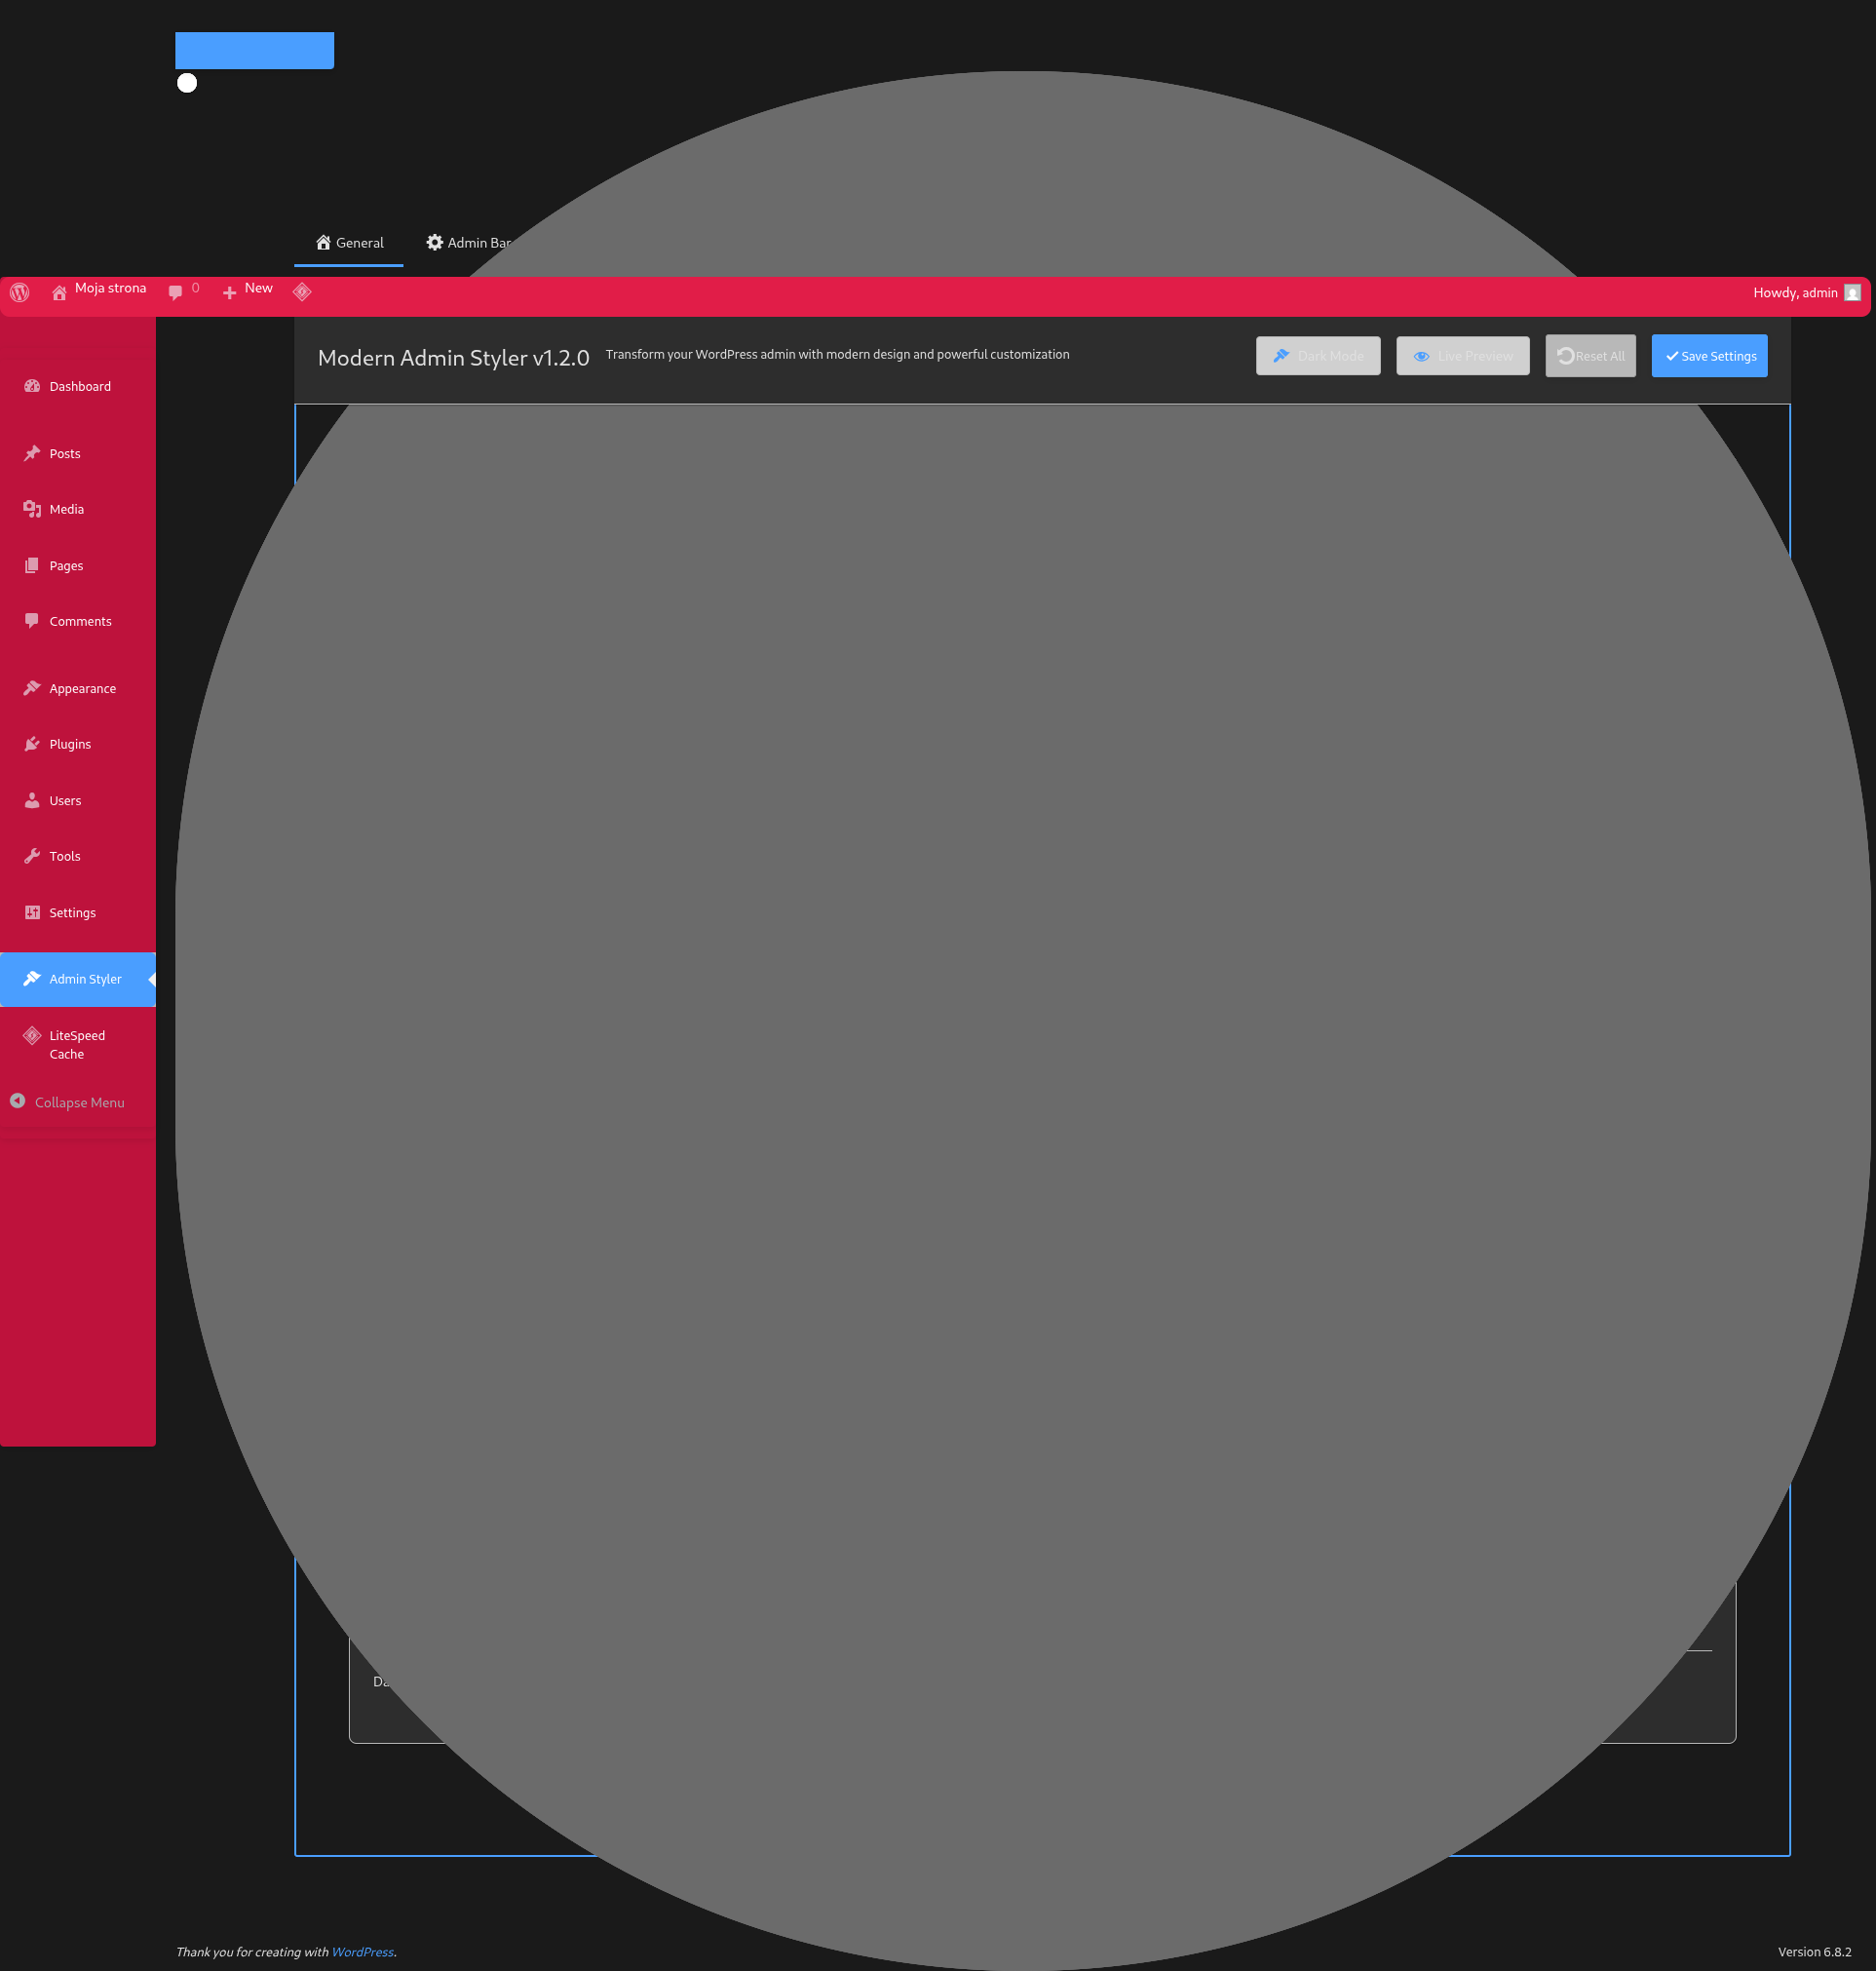 General
Admin Bar
Moja strona
0
New
Howdy, admin
Modern Admin Styler v1.2.0
Transform your WordPress admin with modern design and powerful customization
Dark Mode
Live Preview
Reset All
Save Settings
Dashboard
Posts
Media
Pages
Comments
Appearance
Plugins
Users
Tools
Settings
Admin Styler
LiteSpeed
Cache
Collapse Menu
Thank you for creating with WordPress.
Version 6.8.2